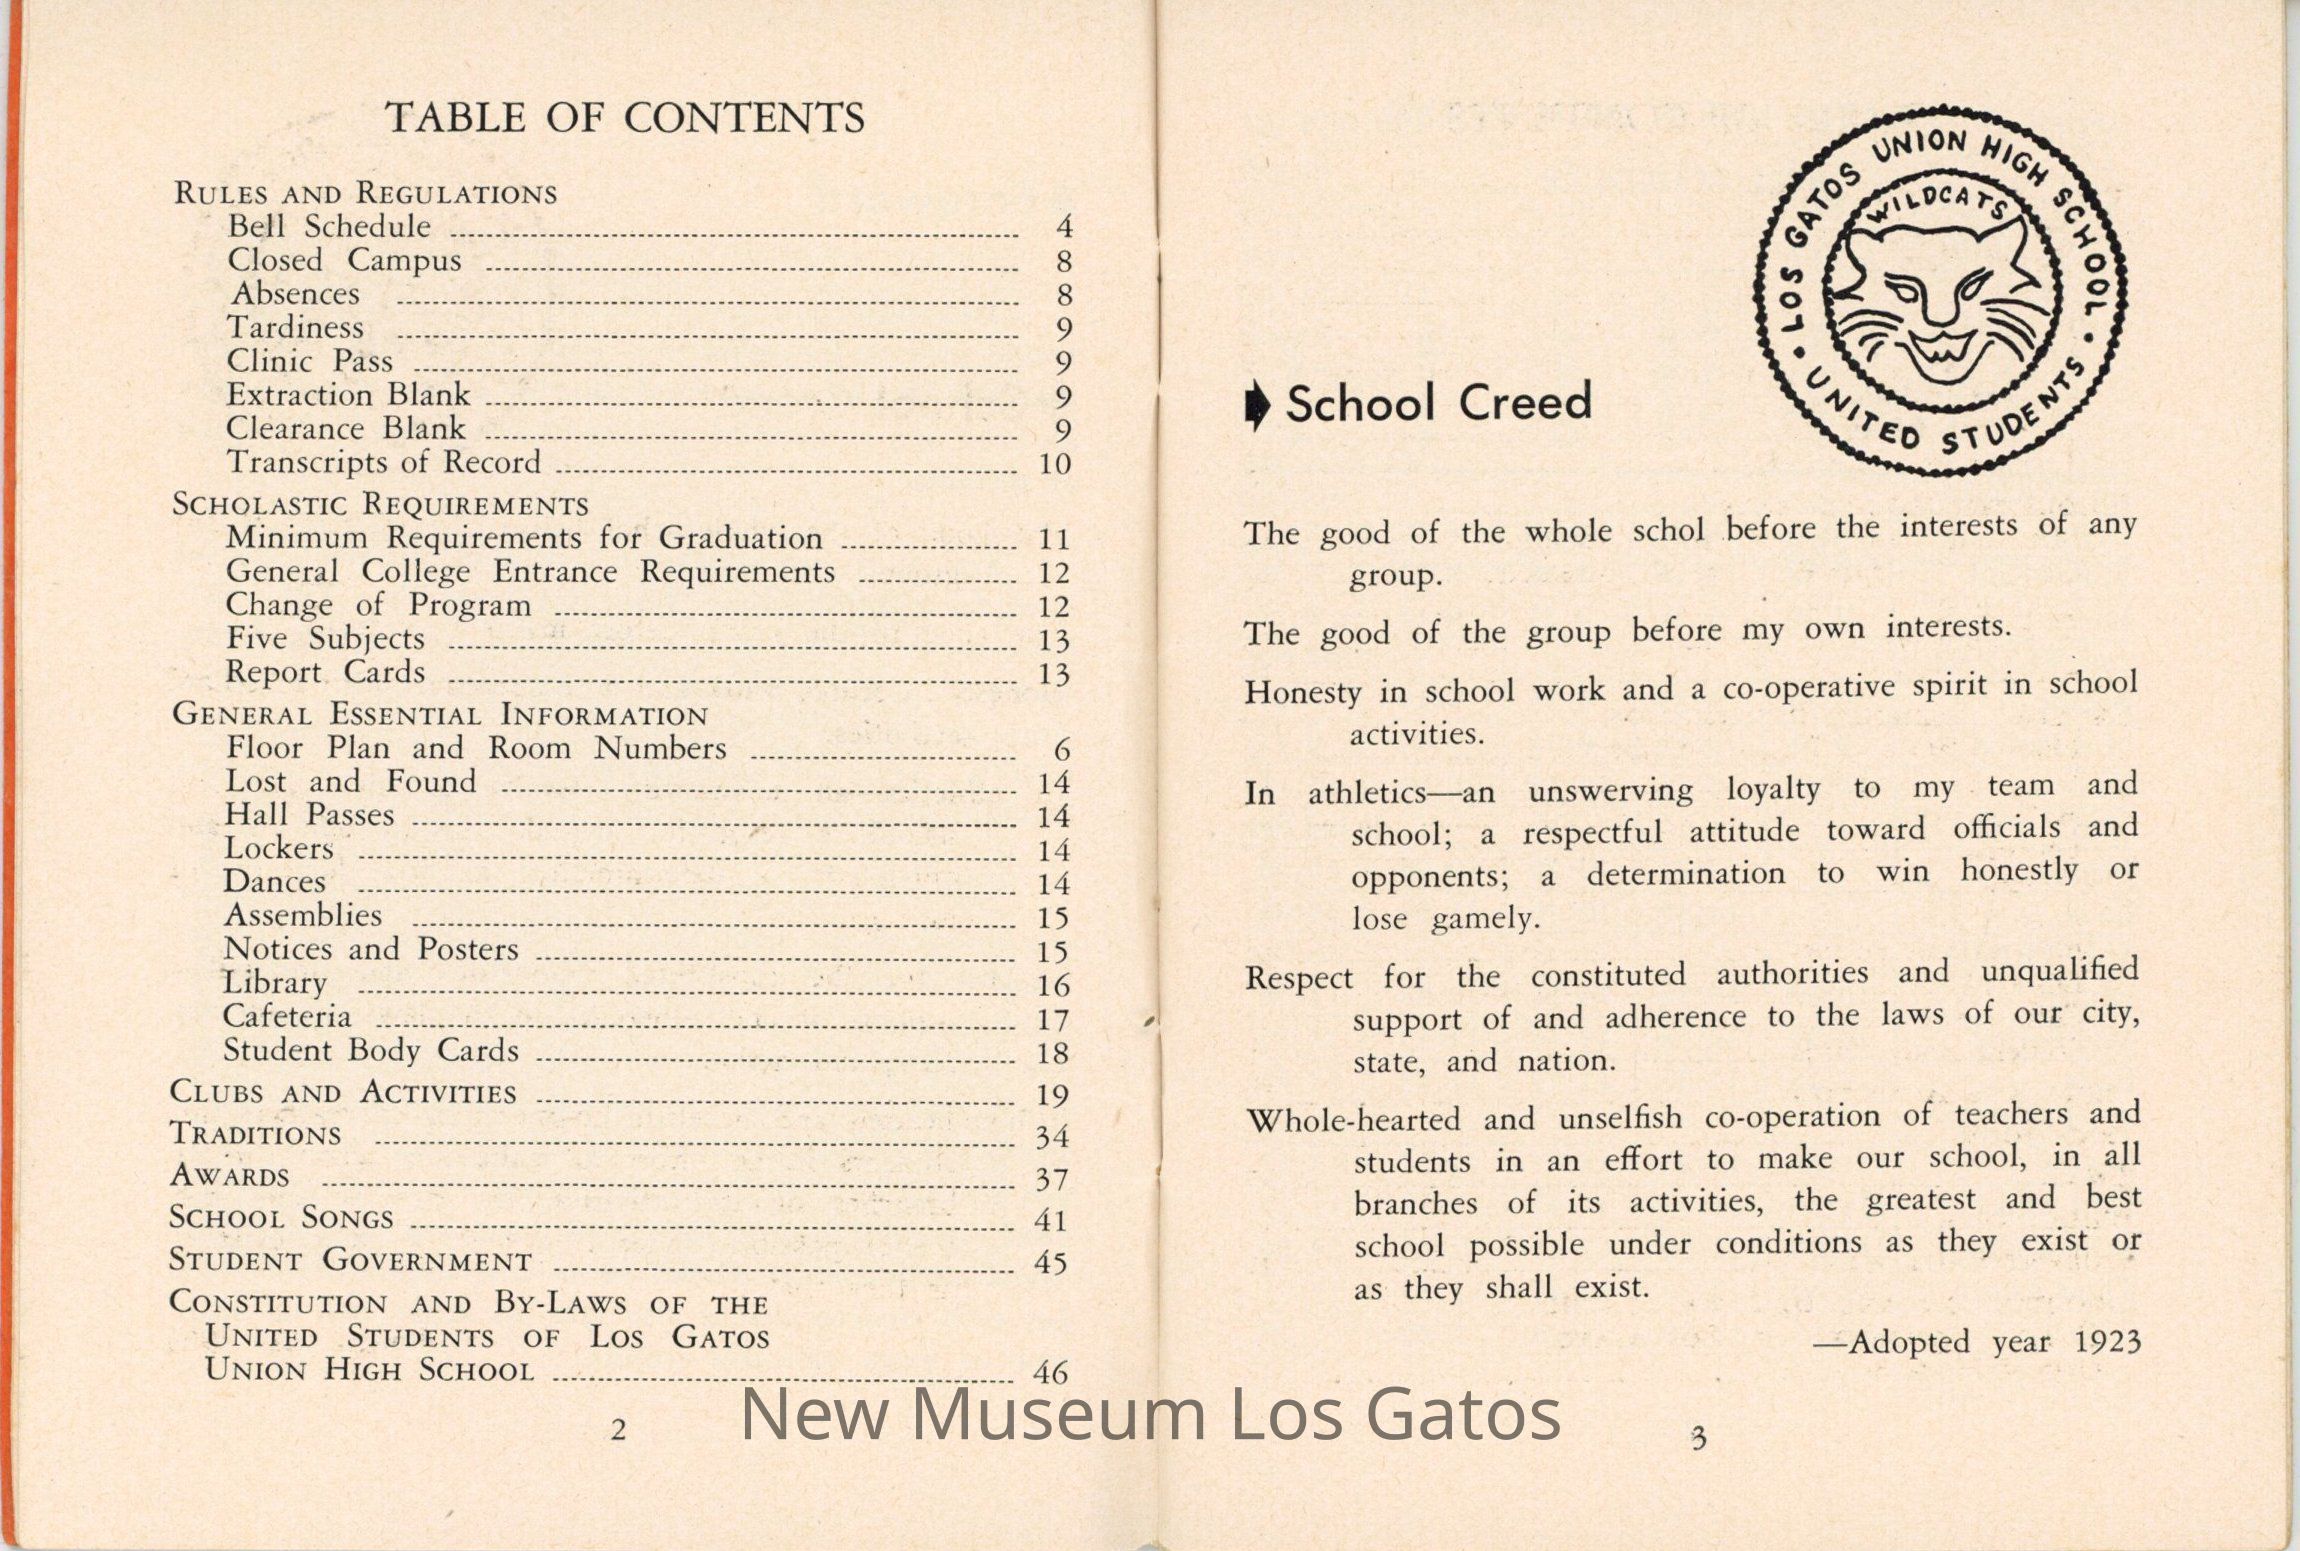 TABLE OF CONTENTS
RULES AND REGULATIONS
Bell Schedule 4
Closed Campus 8
Absences 8
Tardiness 9
Clinic Pass 9
Extraction Blank 9
Clearance Blank 9
Transcripts of Record 10
SCHOLASTIC REQUIREMENTS
Minimum Requirements for Graduation 11
General College Entrance Requirements 12
Change of Program 12
Five Subjects 13
Report Cards 13
GENERAL ESSENTIAL INFORMATION
Floor Plan and Room Numbers 6
Lost and Found 14
Hall Passes 14
Lockers 14
Dances 14
Assemblies 15
Notices and Posters 15
Library 16
Cafeteria 17
Student Body Cards 18
CLUBS AND ACTIVITIES 19
TRADITIONS 34
AWARDS 37
SCHOOL SONGS 41
STUDENT GOVERNMENT 45
CONSTITUTION AND BY-LAWS OF THE
UNITED STUDENTS OF LOS GATOS
UNION HIGH SCHOOL 46
2
LOS GATOS UNION HIGH SCHOOL
WILDCATS
• UNITED STUDENTS •
School Creed
The good of the whole schol before the interests of any
group.
The good of the group before my own interests.
Honesty in school work and a co-operative spirit in school
activities.
In athletics—an unswerving loyalty to my team and
school; a respectful attitude toward officials and
opponents; a determination to win honestly or
lose gamely.
Respect for the constituted authorities and unqualified
support of and adherence to the laws of our city,
state, and nation.
Whole-hearted and unselfish co-operation of teachers and
students in an effort to make our school, in all
branches of its activities, the greatest and best
school possible under conditions as they exist or
as they shall exist.
—Adopted year 1923
3
New Museum Los Gatos